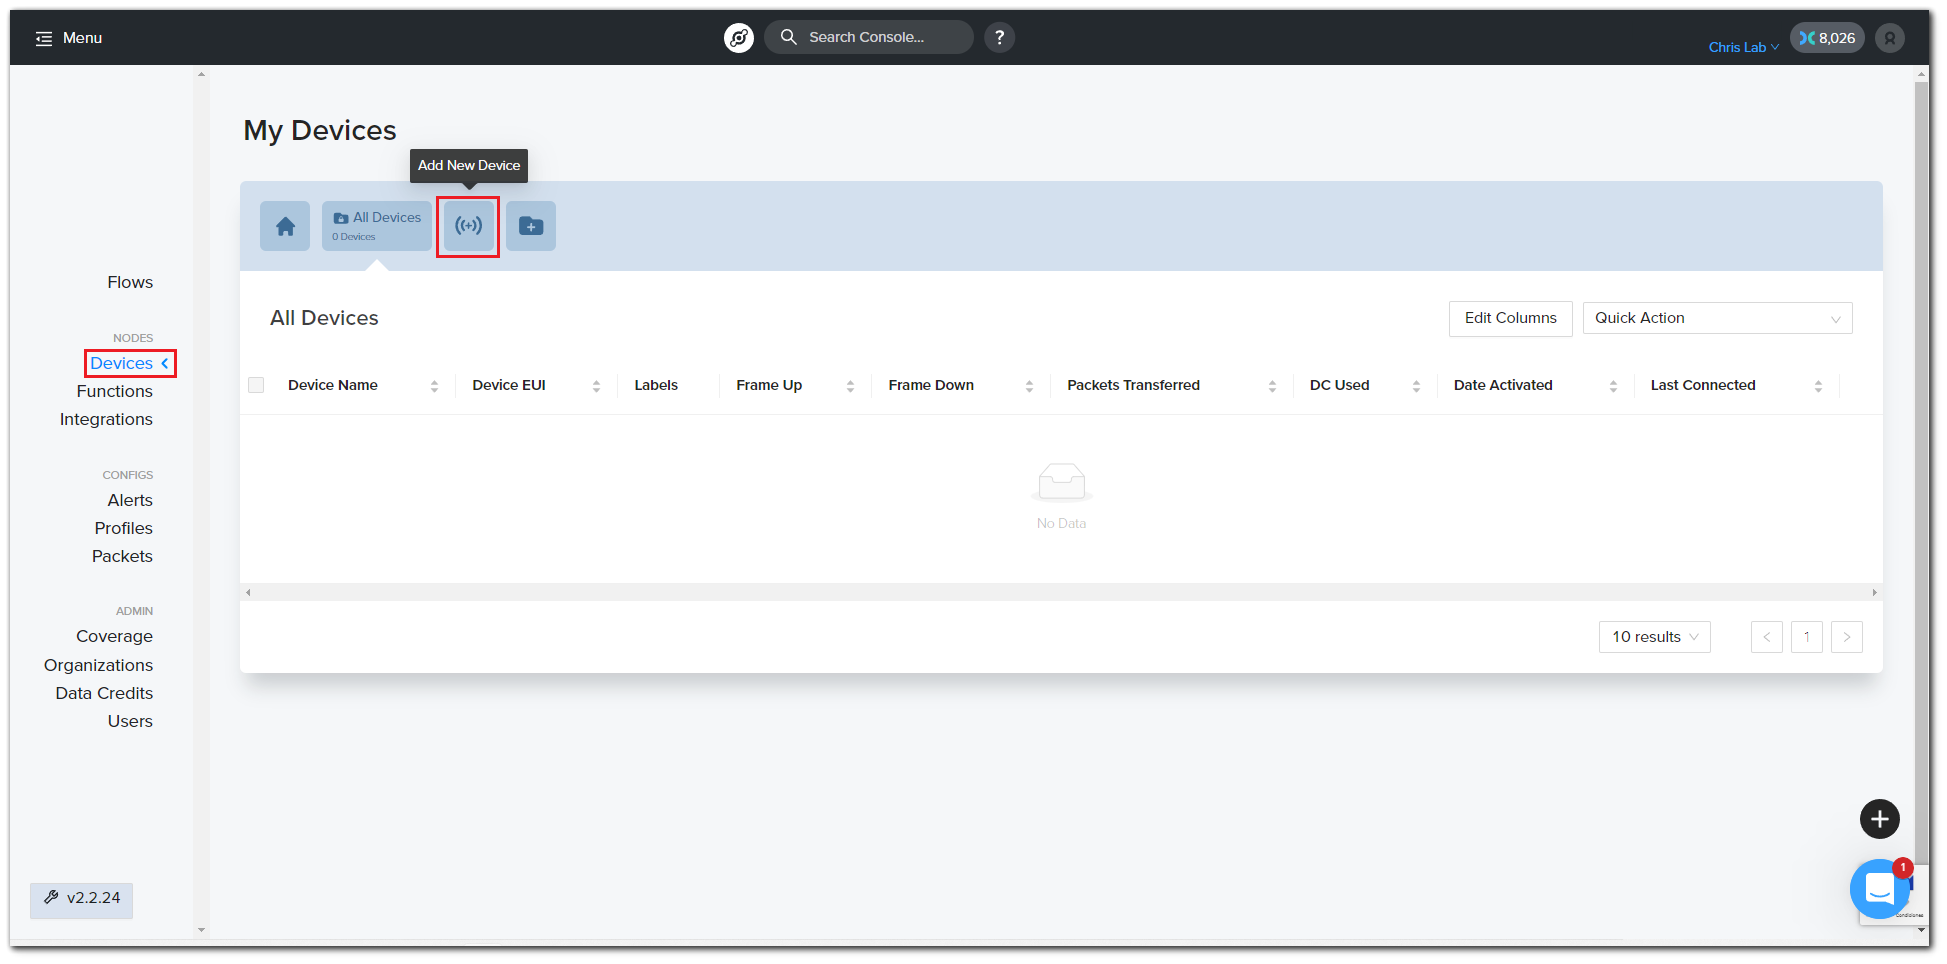 Menu
Search Console...
?
Chris Lab
8,026
My Devices
Add New Device
All Devices
0 Devices
Flows
NODES
Devices
Functions
Integrations
CONFIGS
Alerts
Profiles
Packets
ADMIN
Coverage
Organizations
Data Credits
Users
v2.2.24
All Devices
Edit Columns
Quick Action
Device Name
Device EUI
Labels
Frame Up
Frame Down
Packets Transferred
DC Used
Date Activated
Last Connected
No Data
10 results
1
1
Condiciones